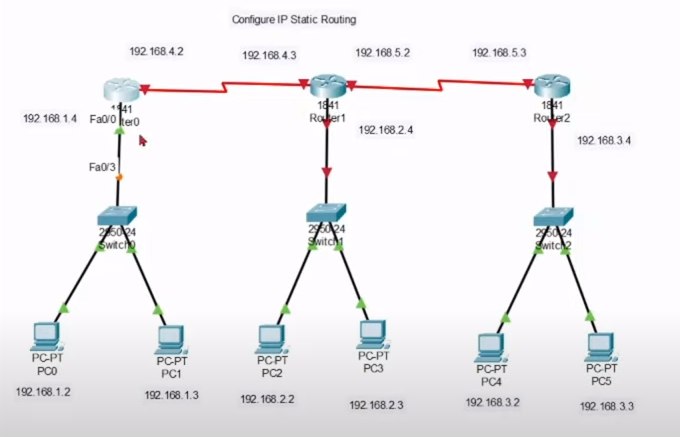 Configure IP Static Routing
192.168.4.2
192.168.4.3
192.168.5.2
192.168.5.3
1841
Router1
1841
Router2
192.168.1.4
Fa0/0
192.168.2.4
192.168.3.4
Fa0/3
2950-24
Switch0
2950-24
Switch1
2950-24
Switch2
PC-PT
PC0
PC-PT
PC1
PC-PT
PC2
PC-PT
PC3
PC-PT
PC4
PC-PT
PC5
192.168.1.2
192.168.1.3
192.168.2.2
192.168.2.3
192.168.3.2
192.168.3.3